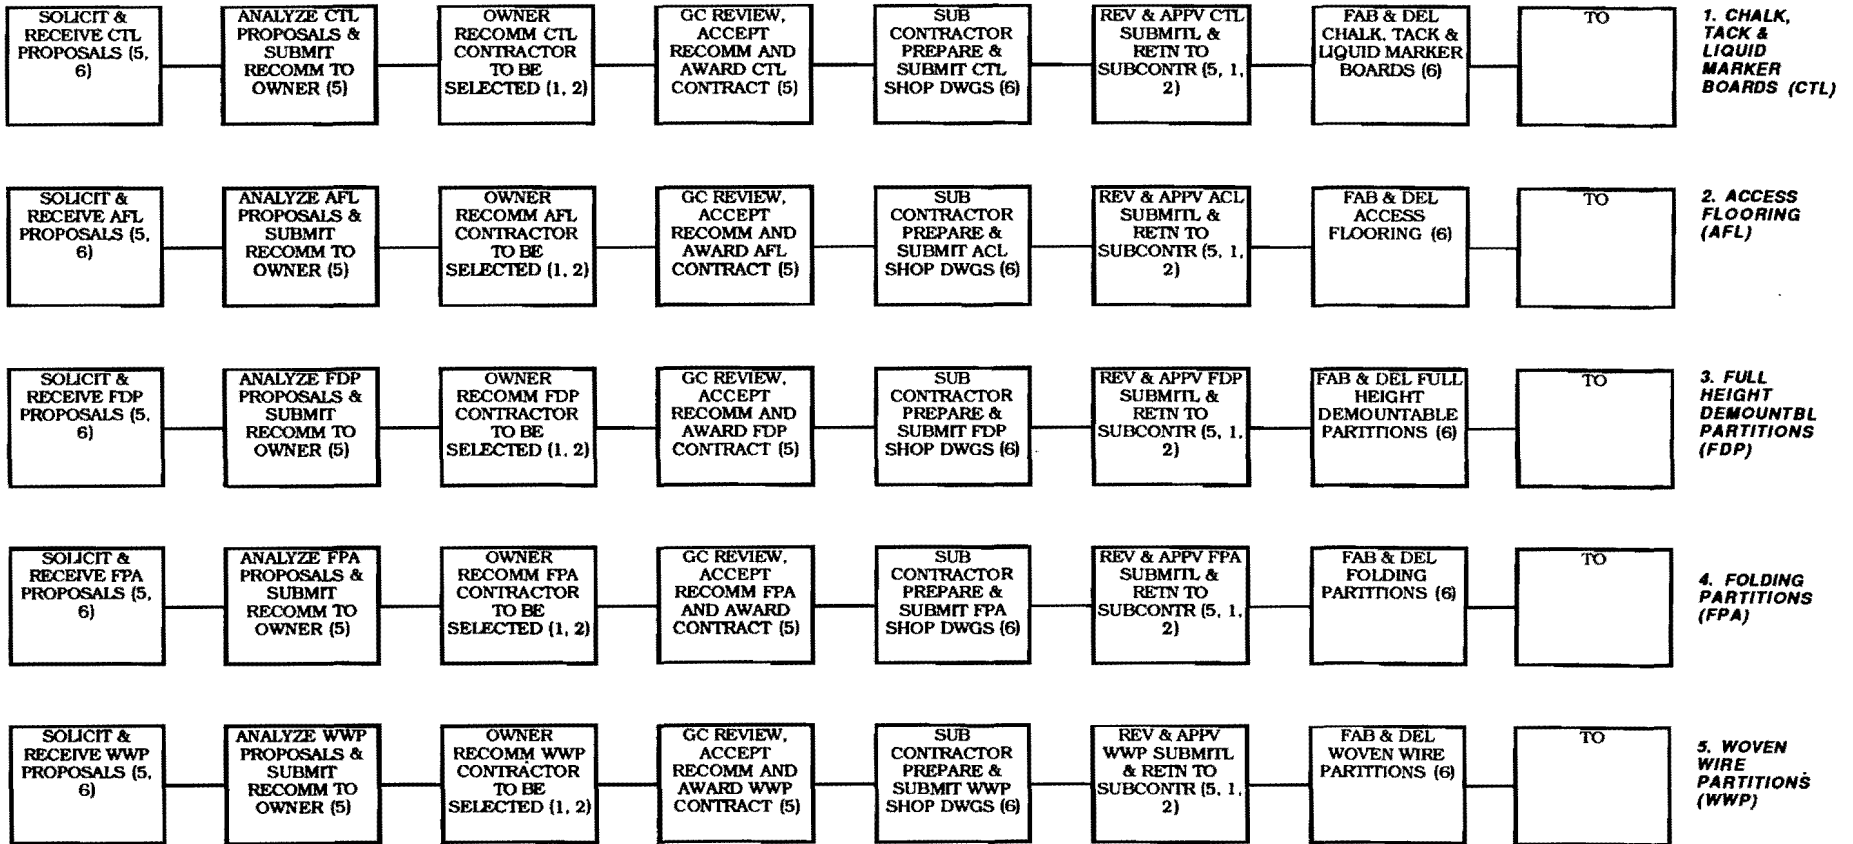 SOLICIT &
RECEIVE CTL
PROPOSALS (5,
6)
ANALYZE CTL
PROPOSALS &
SUBMIT
RECOMM TO
OWNER (5)
OWNER
RECOMM CTL
CONTRACTOR
TO BE
SELECTED (1, 2)
GC REVIEW,
ACCEPT
RECOMM AND
AWARD CTL
CONTRACT (5)
SUB
CONTRACTOR
PREPARE &
SUBMIT CTL
SHOP DWGS (6)
REV & APPV CTL
SUBMITL &
RETN TO
SUBCONTR (5, 1,
2)
FAB & DEL
CHALK, TACK &
LIQUID MARKER
BOARDS (6)
TO
1. CHALK,
TACK &
LIQUID
MARKER
BOARDS (CTL)
SOLICIT &
RECEIVE AFL
PROPOSALS (5,
6)
ANALYZE AFL
PROPOSALS &
SUBMIT
RECOMM TO
OWNER (5)
OWNER
RECOMM AFL
CONTRACTOR
TO BE
SELECTED (1, 2)
GC REVIEW,
ACCEPT
RECOMM AND
AWARD AFL
CONTRACT (5)
SUB
CONTRACTOR
PREPARE &
SUBMIT ACL
SHOP DWGS (6)
REV & APPV ACL
SUBMITL &
RETN TO
SUBCONTR (5, 1,
2)
FAB & DEL
ACCESS
FLOORING (6)
TO
2. ACCESS
FLOORING
(AFL)
SOLICIT &
RECEIVE FDP
PROPOSALS (5,
6)
ANALYZE FDP
PROPOSALS &
SUBMIT
RECOMM TO
OWNER (5)
OWNER
RECOMM FDP
CONTRACTOR
TO BE
SELECTED (1, 2)
GC REVIEW,
ACCEPT
RECOMM AND
AWARD FDP
CONTRACT (5)
SUB
CONTRACTOR
PREPARE &
SUBMIT FDP
SHOP DWGS (6)
REV & APPV FDP
SUBMITL &
RETN TO
SUBCONTR (5, 1,
2)
FAB & DEL FULL
HEIGHT
DEMOUNTABLE
PARTITIONS (6)
TO
3. FULL
HEIGHT
DEMOUNTBL
PARTITIONS
(FDP)
SOLICIT &
RECEIVE FPA
PROPOSALS (5,
6)
ANALYZE FPA
PROPOSALS &
SUBMIT
RECOMM TO
OWNER (5)
OWNER
RECOMM FPA
CONTRACTOR
TO BE
SELECTED (1, 2)
GC REVIEW,
ACCEPT
RECOMM FPA
AND AWARD
CONTRACT (5)
SUB
CONTRACTOR
PREPARE &
SUBMIT FPA
SHOP DWGS (6)
REV & APPV FPA
SUBMITL &
RETN TO
SUBCONTR (5, 1,
2)
FAB & DEL
FOLDING
PARTITIONS (6)
TO
4. FOLDING
PARTITIONS
(FPA)
SOLICIT &
RECEIVE WWP
PROPOSALS (5,
6)
ANALYZE WWP
PROPOSALS &
SUBMIT
RECOMM TO
OWNER (5)
OWNER
RECOMM WWP
CONTRACTOR
TO BE
SELECTED (1, 2)
GC REVIEW,
ACCEPT
RECOMM AND
AWARD WWP
CONTRACT (5)
SUB
CONTRACTOR
PREPARE &
SUBMIT WWP
SHOP DWGS (6)
REV & APPV
WWP SUBMITL
& RETN TO
SUBCONTR (5, 1,
2)
FAB & DEL
WOVEN WIRE
PARTITIONS (6)
TO
5. WOVEN
WIRE
PARTITIONS
(WWP)